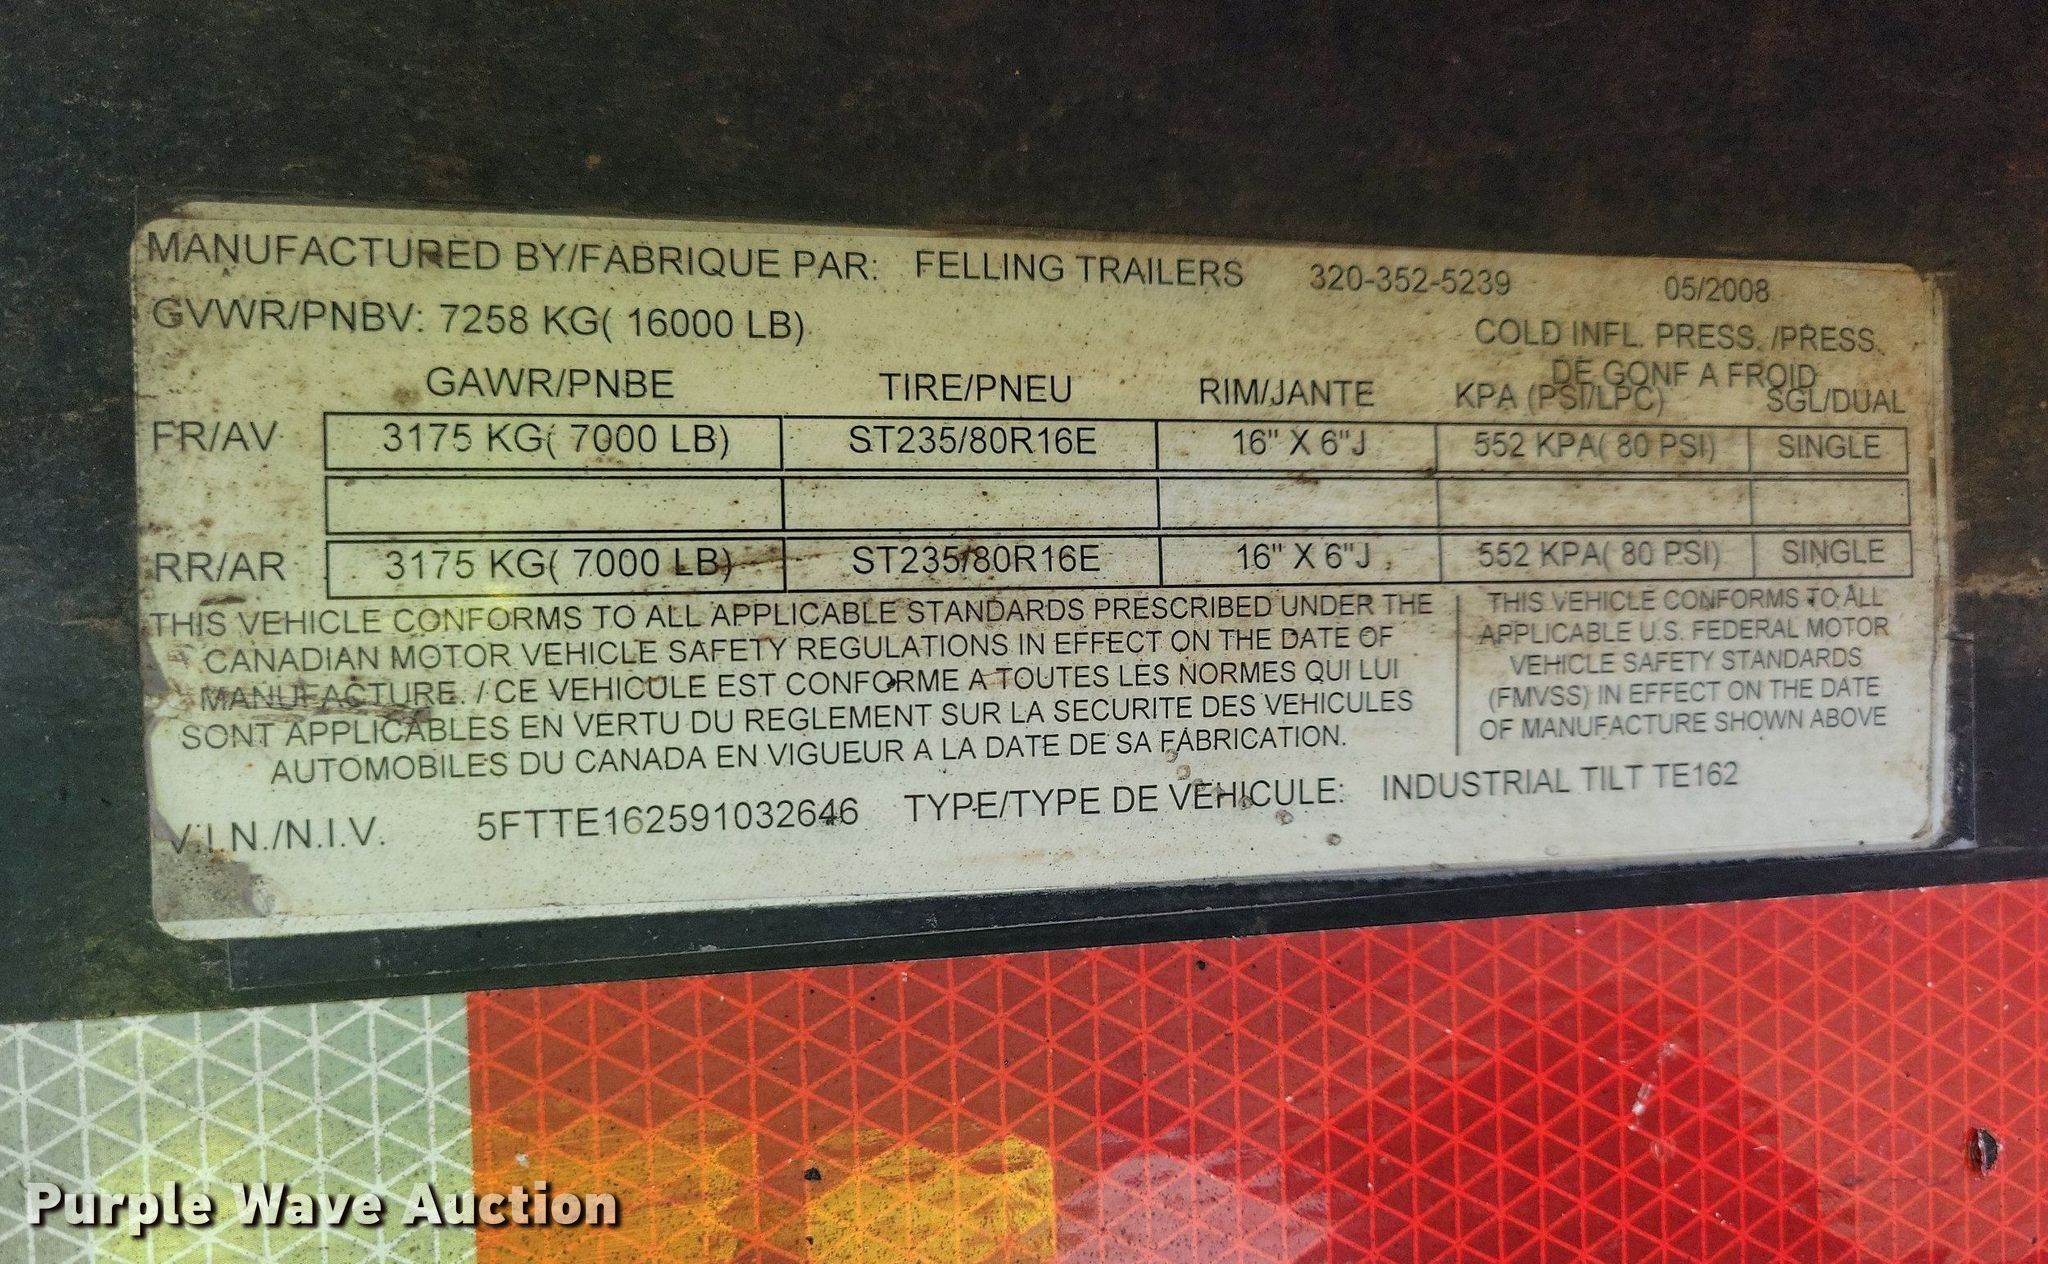 MANUFACTURED BY/FABRIQUE PAR: FELLING TRAILERS 320-352-5239 05/2008
GVWR/PNBV: 7258 KG( 16000 LB)
COLD INFL. PRESS. /PRESS.
DE GONF A FROID
GAWR/PNBE TIRE/PNEU RIM/JANTE KPA (PSI/LPC) SGL/DUAL
FR/AV 3175 KG( 7000 LB) ST235/80R16E 16" X 6"J 552 KPA( 80 PSI) SINGLE
RR/AR 3175 KG( 7000 LB) ST235/80R16E 16" X 6"J 552 KPA( 80 PSI) SINGLE
THIS VEHICLE CONFORMS TO ALL APPLICABLE STANDARDS PRESCRIBED UNDER THE
CANADIAN MOTOR VEHICLE SAFETY REGULATIONS IN EFFECT ON THE DATE OF
MANUFACTURE. / CE VEHICULE EST CONFORME A TOUTES LES NORMES QUI LUI
SONT APPLICABLES EN VERTU DU REGLEMENT SUR LA SECURITE DES VEHICULES
AUTOMOBILES DU CANADA EN VIGUEUR A LA DATE DE SA FABRICATION.
THIS VEHICLE CONFORMS TO ALL
APPLICABLE U.S. FEDERAL MOTOR
VEHICLE SAFETY STANDARDS
(FMVSS) IN EFFECT ON THE DATE
OF MANUFACTURE SHOWN ABOVE
V.I.N./N.I.V. 5FTTE162591032646 TYPE/TYPE DE VEHICULE: INDUSTRIAL TILT TE162
Purple Wave Auction